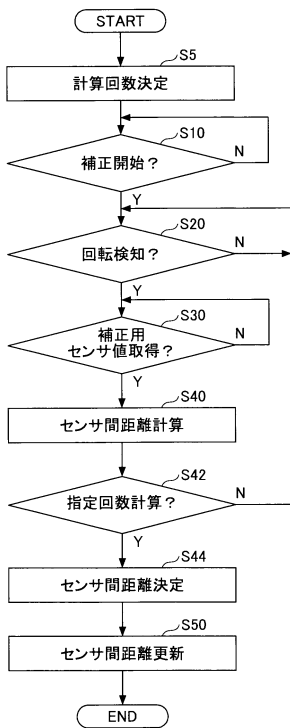 START
S5
計算回数決定
S10
補正開始?
N
Y
S20
回転検知?
N
Y
S30
補正用
センサ値取得?
N
Y
S40
センサ間距離計算
S42
指定回数計算?
N
Y
S44
センサ間距離決定
S50
センサ間距離更新
END